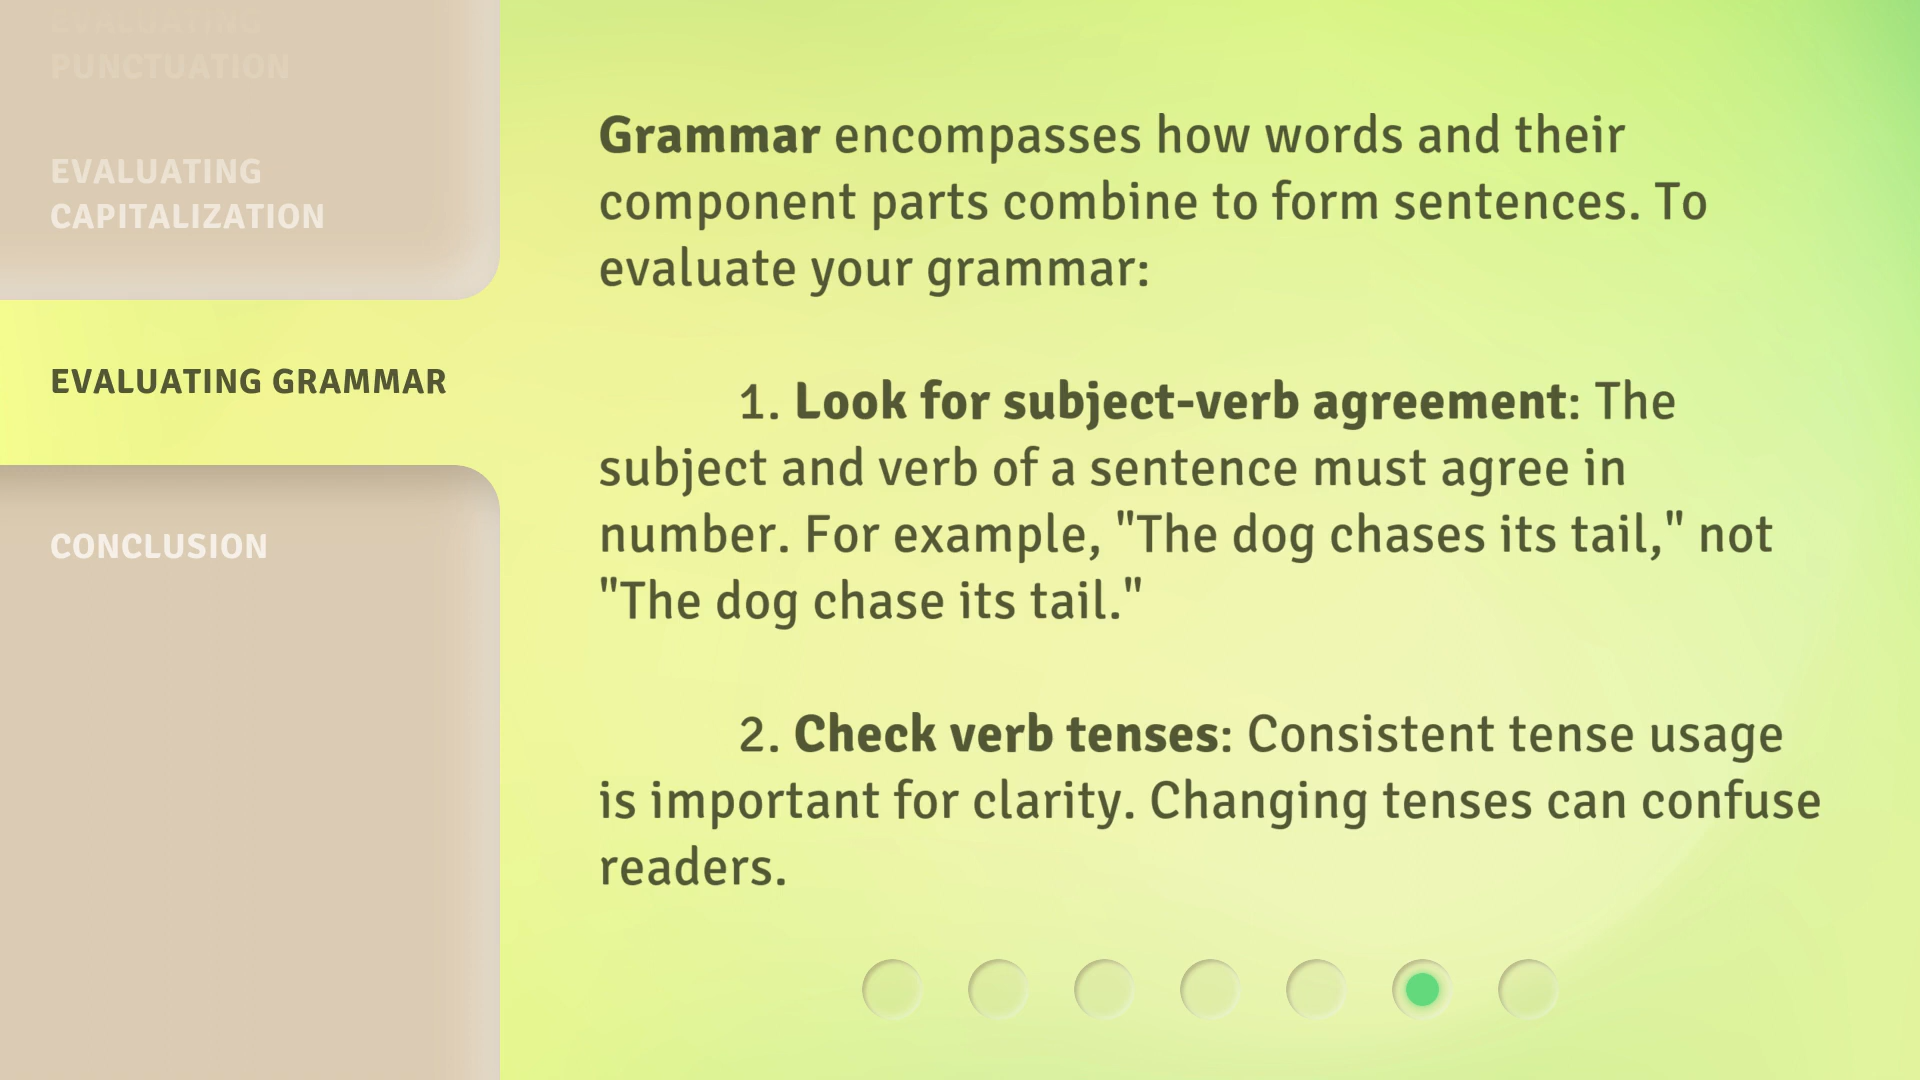 EVALUATING
PUNCTUATION
EVALUATING
CAPITALIZATION
EVALUATING GRAMMAR
CONCLUSION
Grammar encompasses how words and their
component parts combine to form sentences. To
evaluate your grammar:
1. Look for subject-verb agreement: The
subject and verb of a sentence must agree in
number. For example, "The dog chases its tail," not
"The dog chase its tail."
2. Check verb tenses: Consistent tense usage
is important for clarity. Changing tenses can confuse
readers.